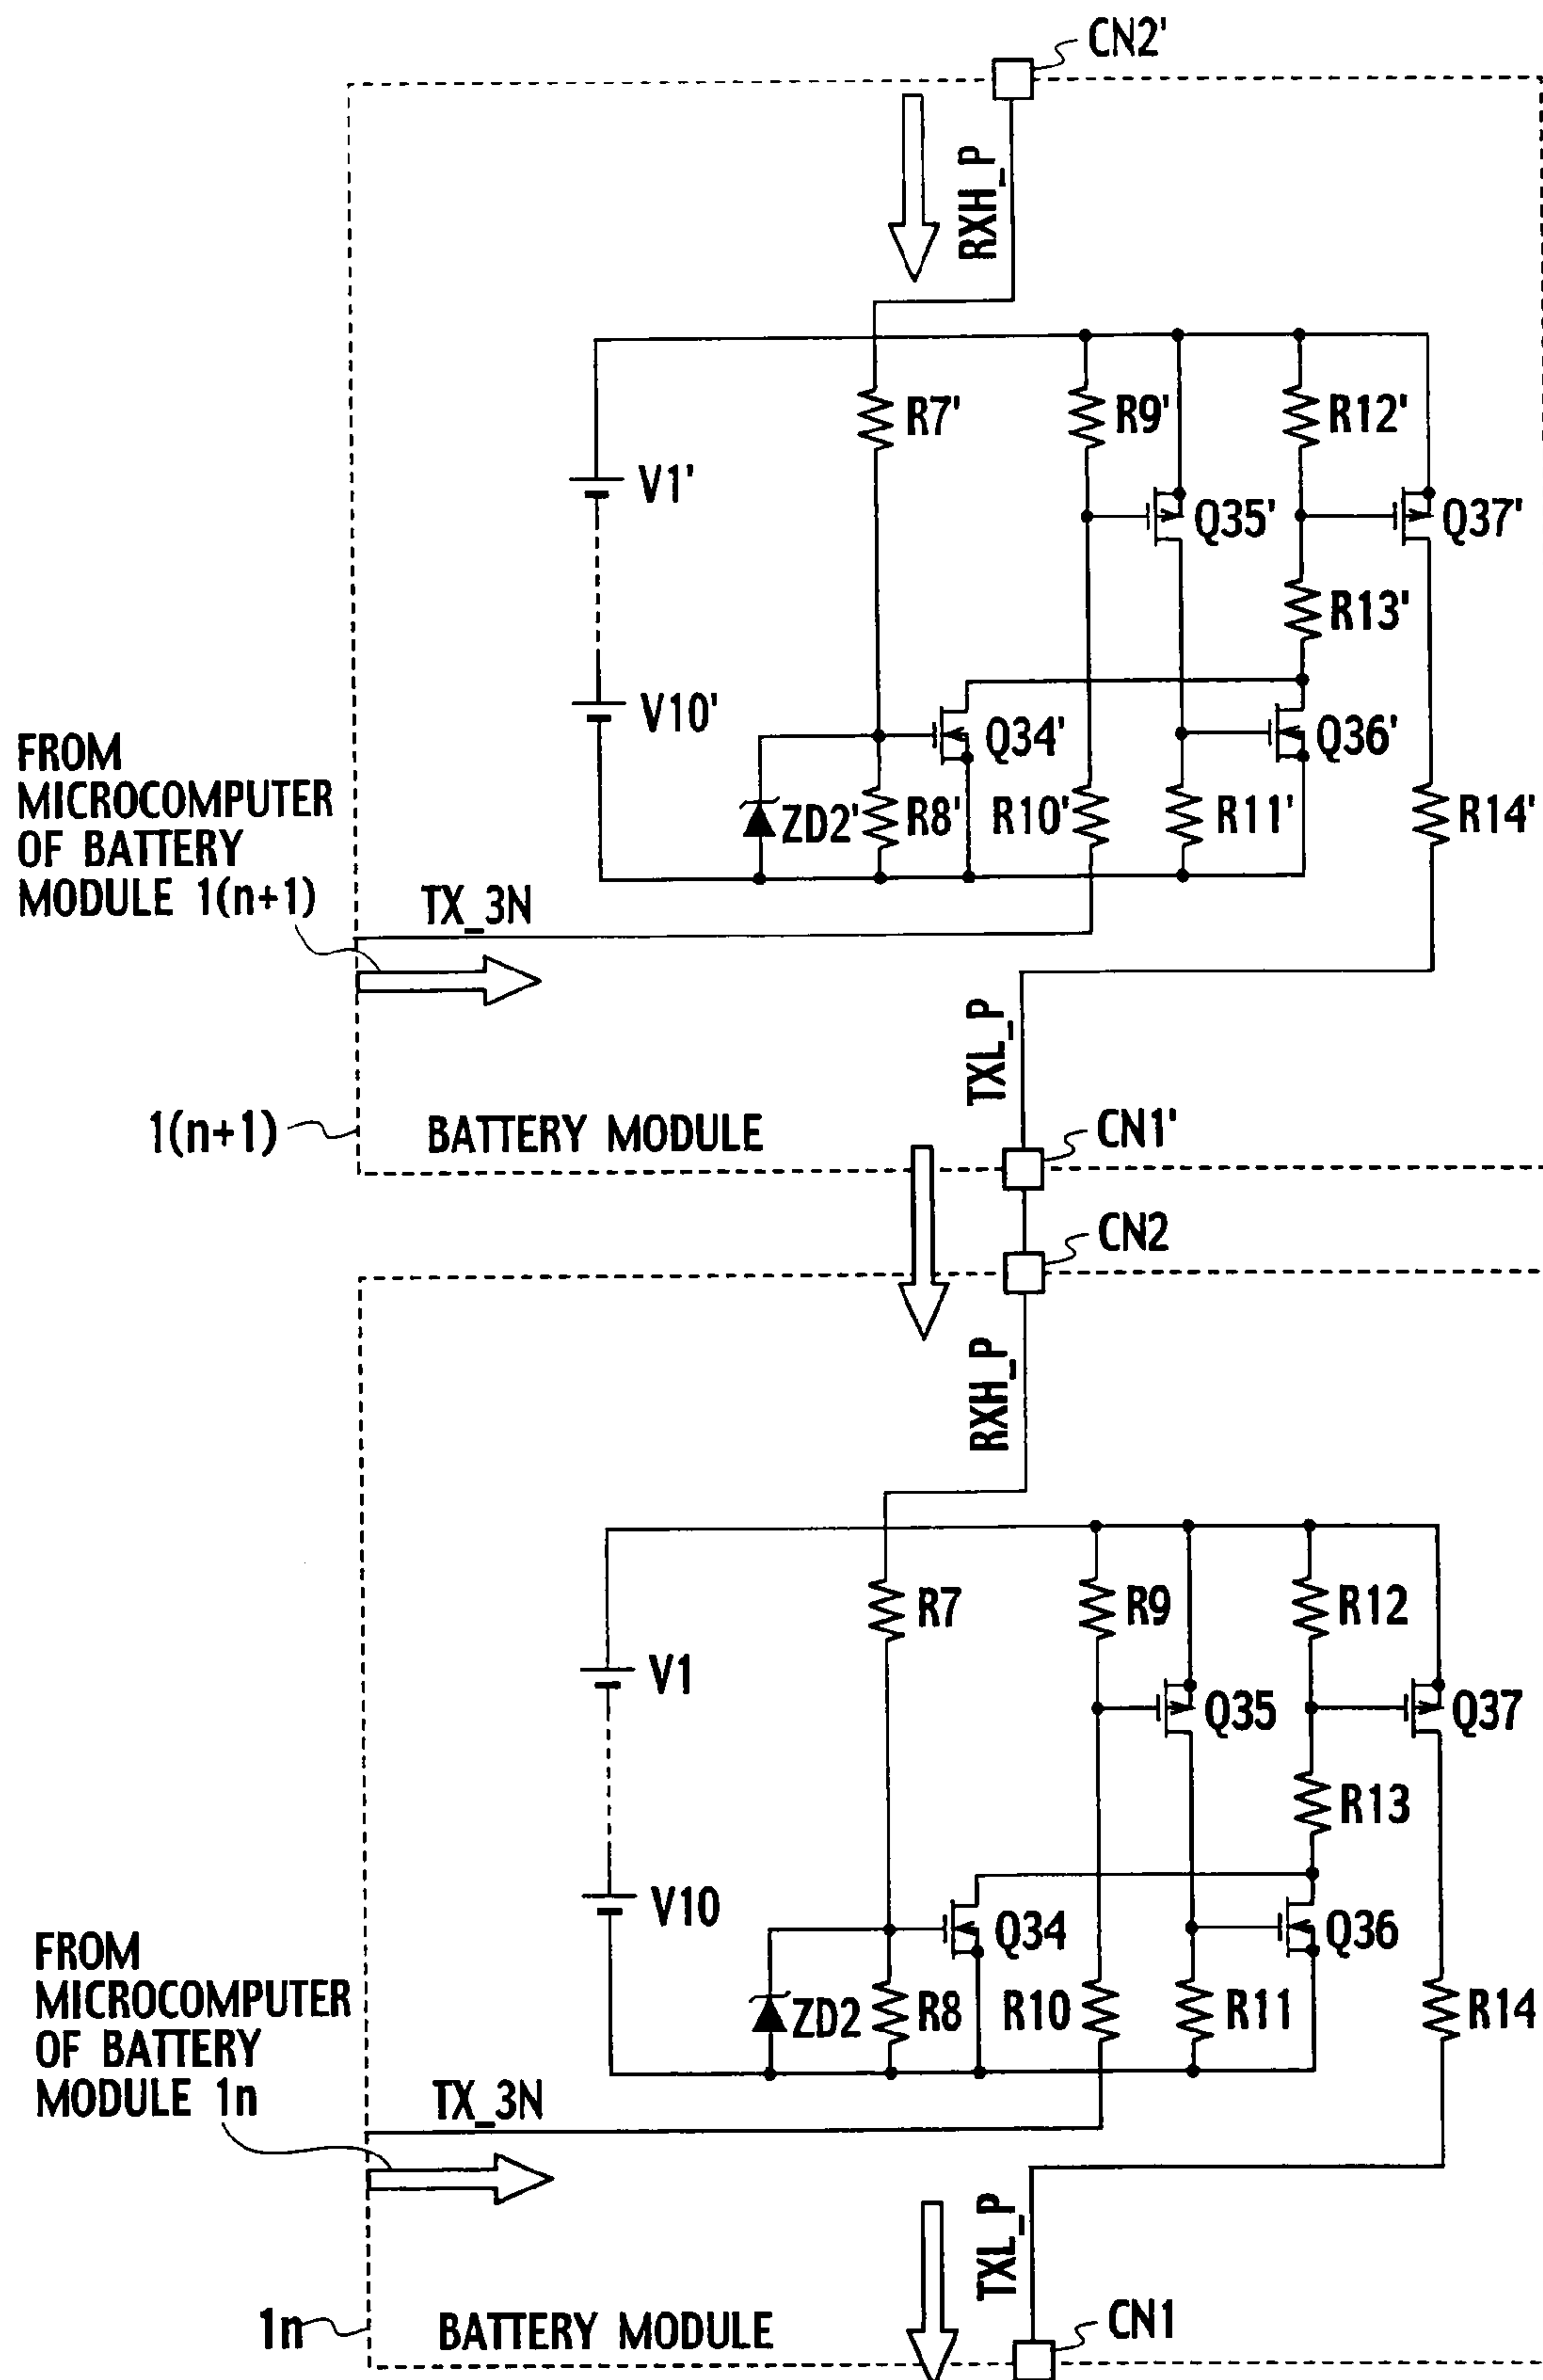 CN2'
RXH_P
R7'
R9'
R12'
V1'
Q35'
Q37'
R13'
V10'
Q34'
Q36'
ZD2'
R8'
R10'
R11'
R14'
FROM
MICROCOMPUTER
OF BATTERY
MODULE 1(n+1)
TX_3N
TXL_P
1(n+1)
BATTERY MODULE
CN1'
CN2
RXH_P
R7
R9
R12
V1
Q35
Q37
R13
V10
Q34
Q36
ZD2
R8
R10
R11
R14
FROM
MICROCOMPUTER
OF BATTERY
MODULE 1n
TX_3N
TXL_P
1n
BATTERY MODULE
CN1